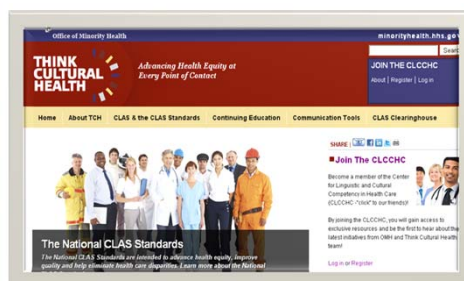 Office of Minority Health
minorityhealth.hhs.gov
Search
THINK
CULTURAL
HEALTH
Advancing Health Equity at
Every Point of Contact
JOIN THE CLCCHC
About | Register | Log in
Home About TCH CLAS & the CLAS Standards Continuing Education Communication Tools CLAS Clearinghouse
SHARE |
Join The CLCCHC
Become a member of the Center
for Linguistic and Cultural
Competency in Health Care
(CLCCHC -"click" to our friends)!
By joining the CLCCHC, you will gain access to
exclusive resources and be the first to hear about the
latest initiatives from OMH and Think Cultural Health
team!
Log in or Register
The National CLAS Standards
The National CLAS Standards are intended to advance health equity, improve
quality and help eliminate health care disparities. Learn more about the National